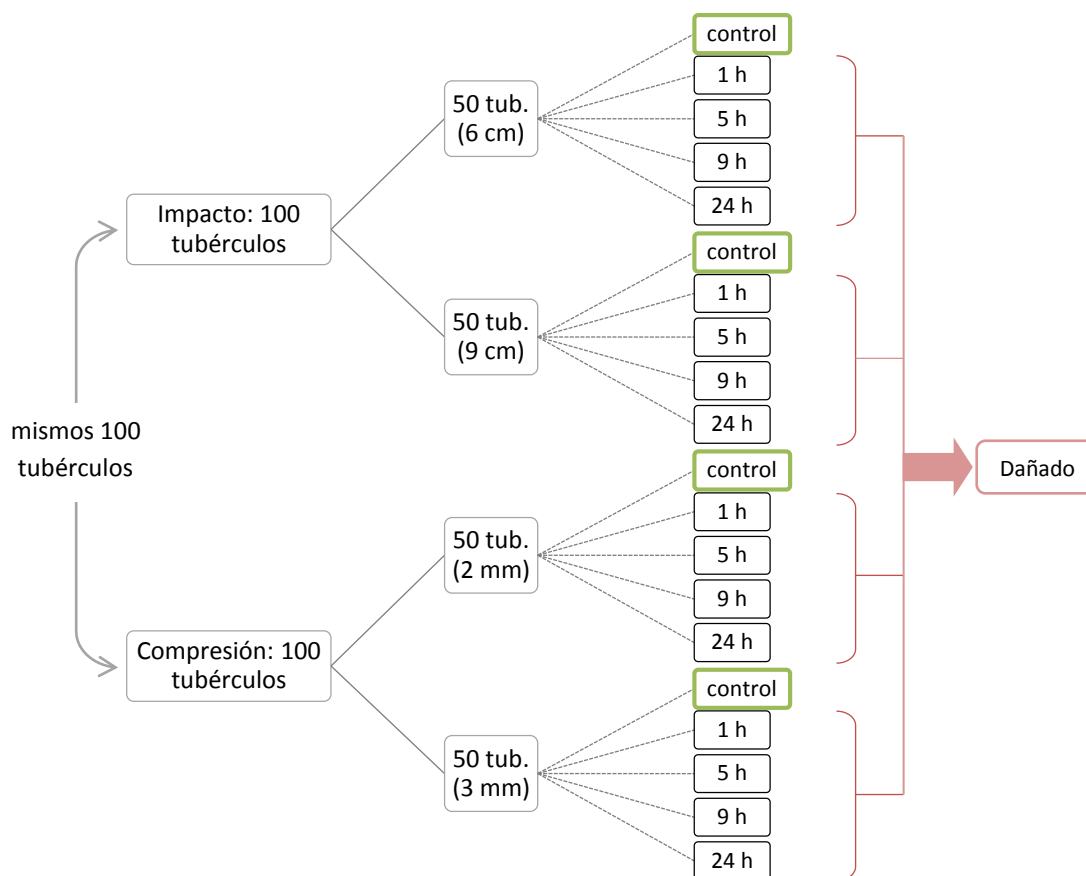 mismos 100
tubérculos
Impacto: 100
tubérculos
50 tub.
(6 cm)
control
1 h
5 h
9 h
24 h
50 tub.
(9 cm)
control
1 h
5 h
9 h
24 h
Compresión: 100
tubérculos
50 tub.
(2 mm)
control
1 h
5 h
9 h
24 h
50 tub.
(3 mm)
control
1 h
5 h
9 h
24 h
Dañado